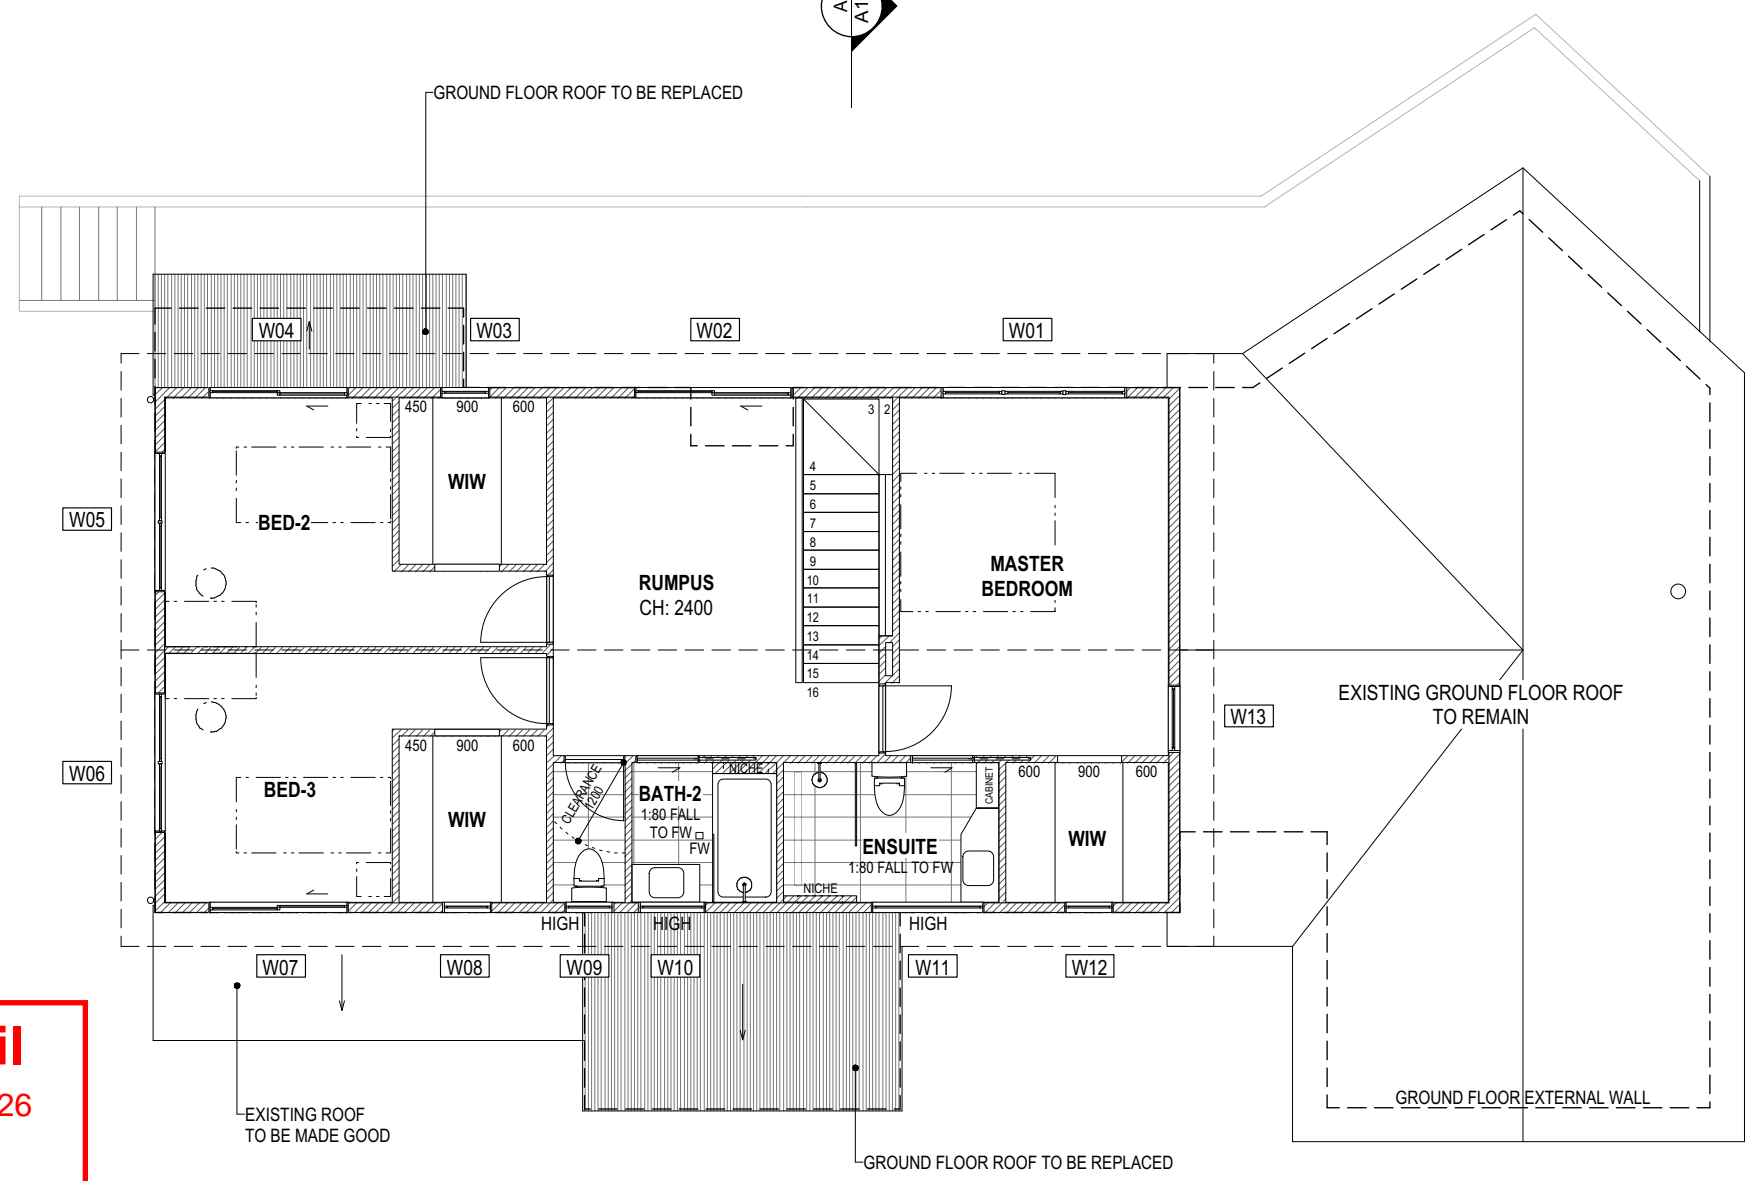 A
A1
GROUND FLOOR ROOF TO BE REPLACED
W04
W03
W02
W01
450 900 600
3 2
WIW
4
5
6
7
8
9
10
11
12
13
14
15
16
W05
BED-2
RUMPUS
CH: 2400
MASTER
BEDROOM
EXISTING GROUND FLOOR ROOF
TO REMAIN
W13
450 900 600
W06
BED-3
WIW
CLEARANCE
1200
NICHE
BATH-2
1:80 FALL
TO FW
FW
CABINET
600 900 600
ENSUITE
1:80 FALL TO FW
NICHE
WIW
HIGH
HIGH
HIGH
W07
W08
W09
W10
W11
W12
il
26
EXISTING ROOF
TO BE MADE GOOD
GROUND FLOOR EXTERNAL WALL
GROUND FLOOR ROOF TO BE REPLACED